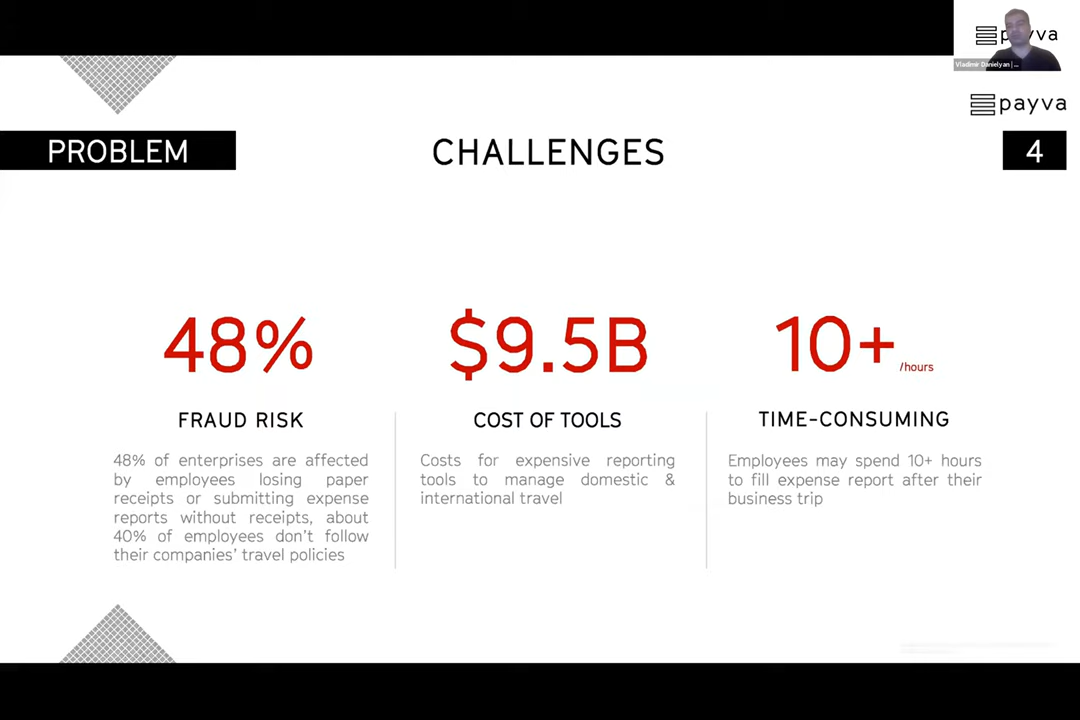 payva
Vladimir Danielyan | ...
payva
PROBLEM
CHALLENGES
4
48%
$9.5B
10+
/hours
FRAUD RISK
COST OF TOOLS
TIME-CONSUMING
48% of enterprises are affected
by employees losing paper
receipts or submitting expense
reports without receipts, about
40% of employees don't follow
their companies' travel policies
Costs for expensive reporting
tools to manage domestic &
international travel
Employees may spend 10+ hours
to fill expense report after their
business trip